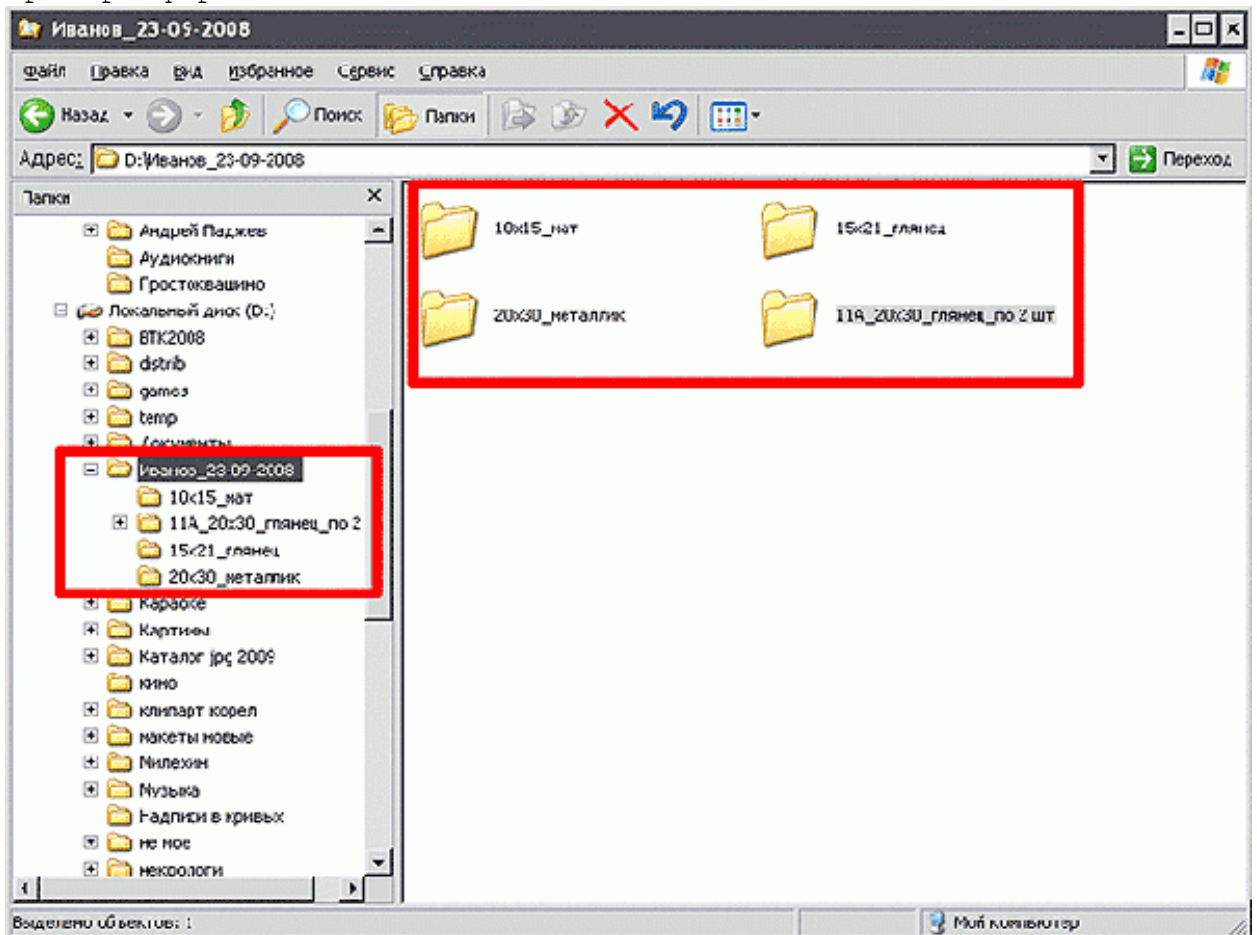 Иванов_23-09-2008
Файл Правка Вид Избранное Сервис Справка
Назад Поиск Папки
Адрес: D:\Иванов_23-09-2008 Переход
Папки
Андрей Паджев
Аудиокниги
Простоквашино
Локальный диск (D:)
BTK2008
distrib
games
temp
Документы
Иванов_23-09-2008
10x15_мат
11А_20x30_глянец_по 2
15x21_глянец
20x30_металлик
Караоке
Картины
Каталог jpg 2009
кино
клипарт корел
макеты новые
Милехин
Музыка
Надписи в кривых
не мое
некрологи
10x15_мат 15x21_глянец
20x30_металлик 11А_20x30_глянец_по 2 шт
Выделено объектов: 1 Мой компьютер